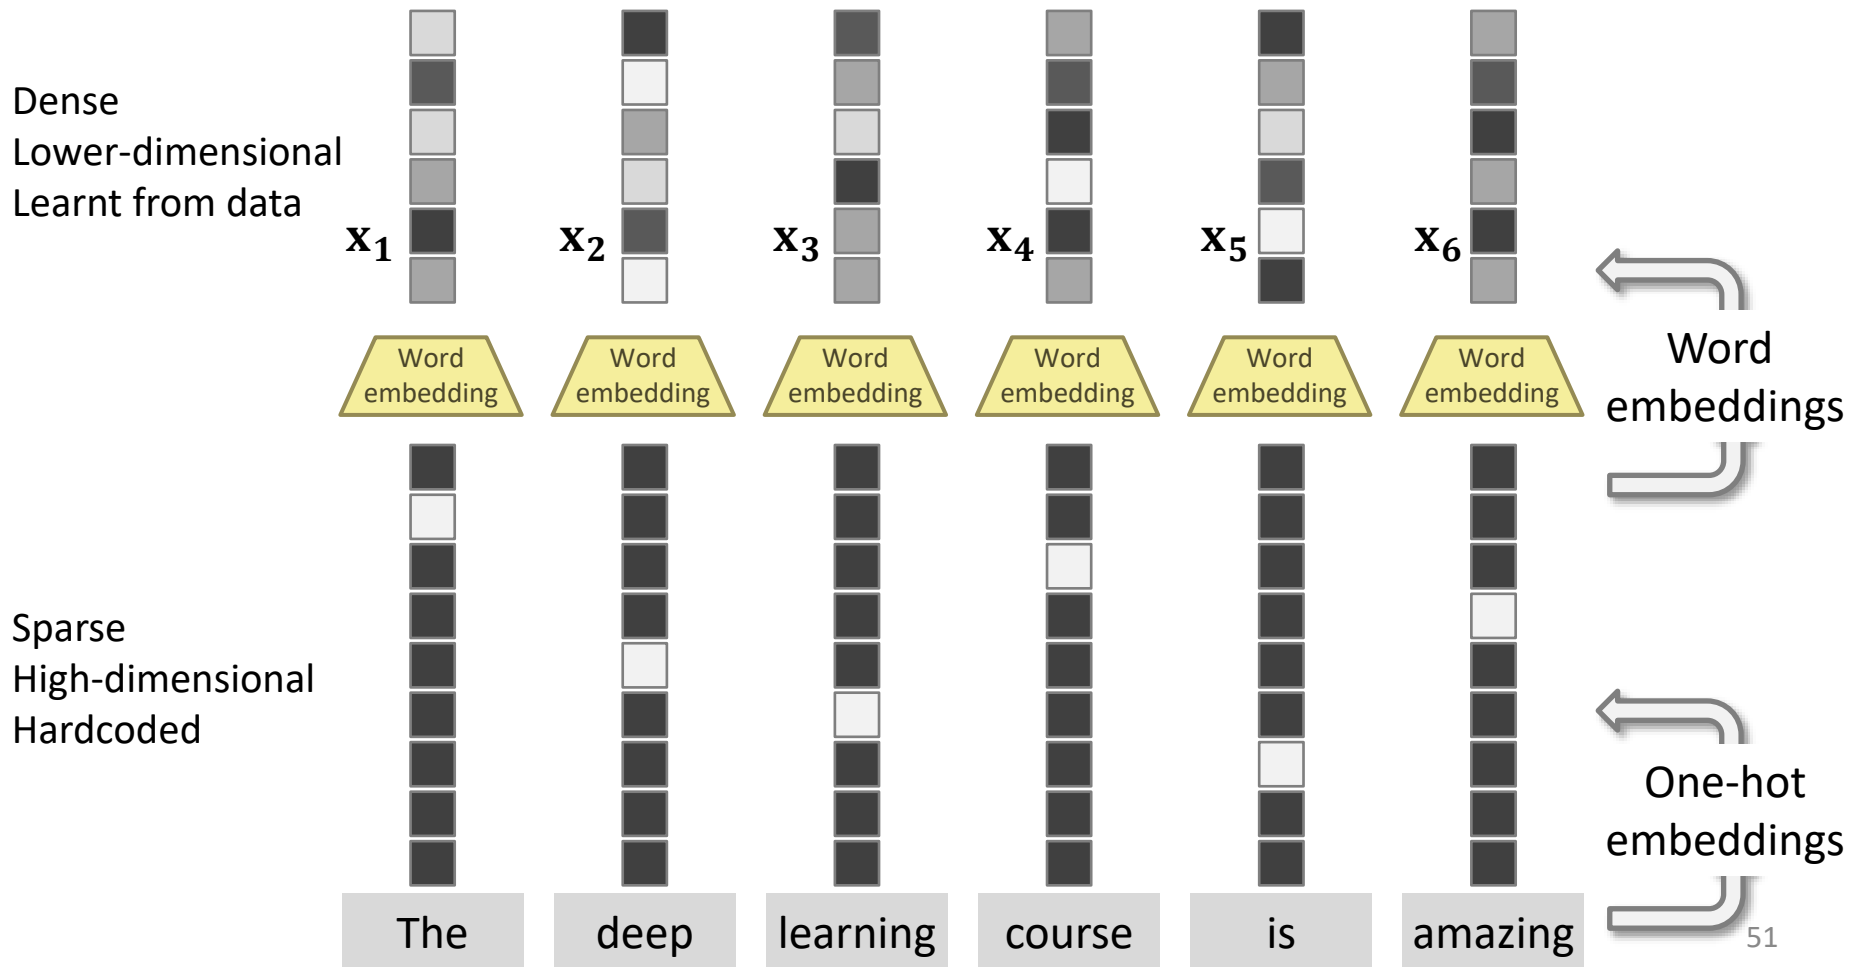 Dense
Lower-dimensional
Learnt from data
x₁
x₂
x₃
x₄
x₅
x₆
Word
embedding
Word
embedding
Word
embedding
Word
embedding
Word
embedding
Word
embedding
Word
embeddings
Sparse
High-dimensional
Hardcoded
One-hot
embeddings
The
deep
learning
course
is
amazing
51